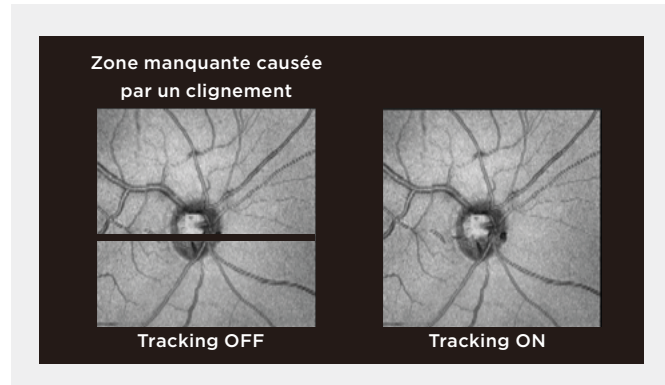 Zone manquante causée
par un clignement
Tracking OFF
Tracking ON